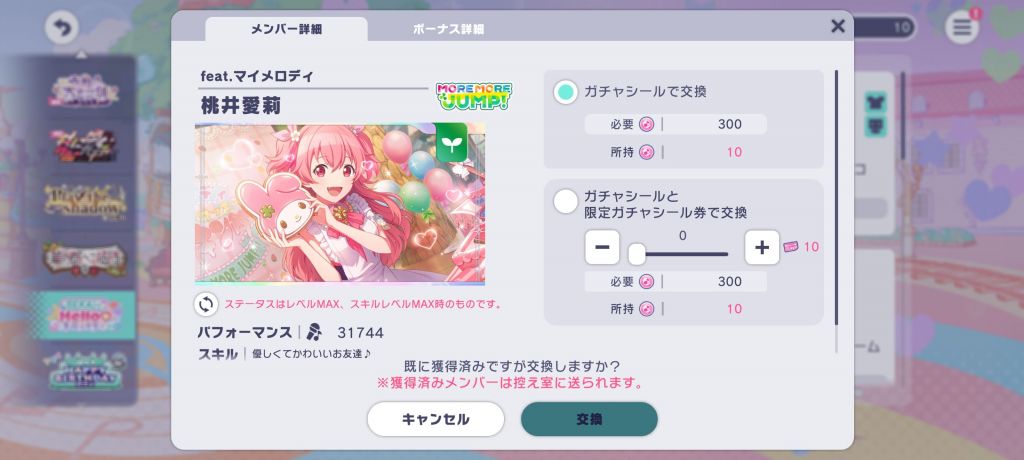 メンバー詳細
ボーナス詳細
10
feat.マイメロディ
桃井愛莉
MORE MORE
JUMP!
ガチャシールで交換
必要 300
所持 10
ガチャシールと
限定ガチャシール券で交換
0
10
必要 300
所持 10
ステータスはレベルMAX、スキルレベルMAX時のものです。
パフォーマンス 31744
スキル 優しくてかわいいお友達♪
既に獲得済みですが交換しますか？
※獲得済みメンバーは控え室に送られます。
キャンセル
交換
Hello
HAPPY
BIRTHDAY